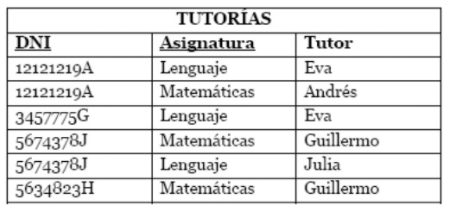 TUTORÍAS
DNI Asignatura Tutor
12121219A Lenguaje Eva
12121219A Matemáticas Andrés
3457775G Lenguaje Eva
5674378J Matemáticas Guillermo
5674378J Lenguaje Julia
5634823H Matemáticas Guillermo